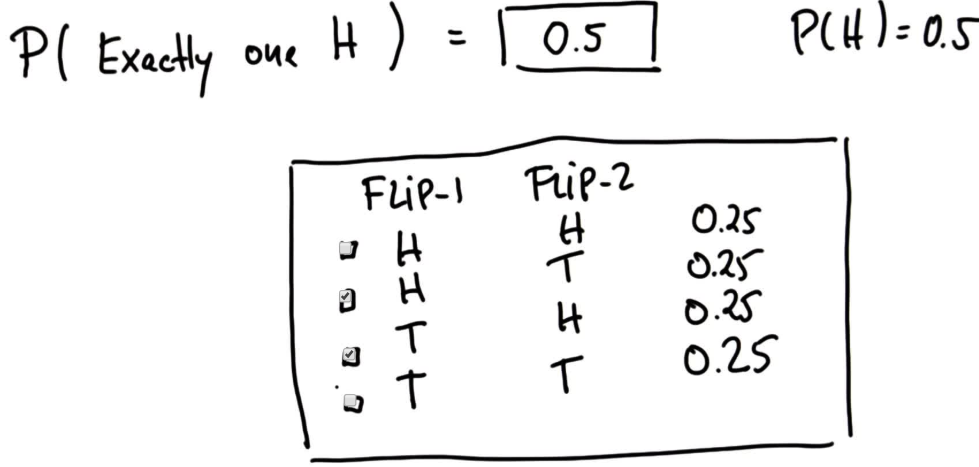 P( Exactly one H ) = 0.5 P(H) = 0.5
FLiP-1 FLiP-2
H H 0.25
H T 0.25
T H 0.25
T T 0.25